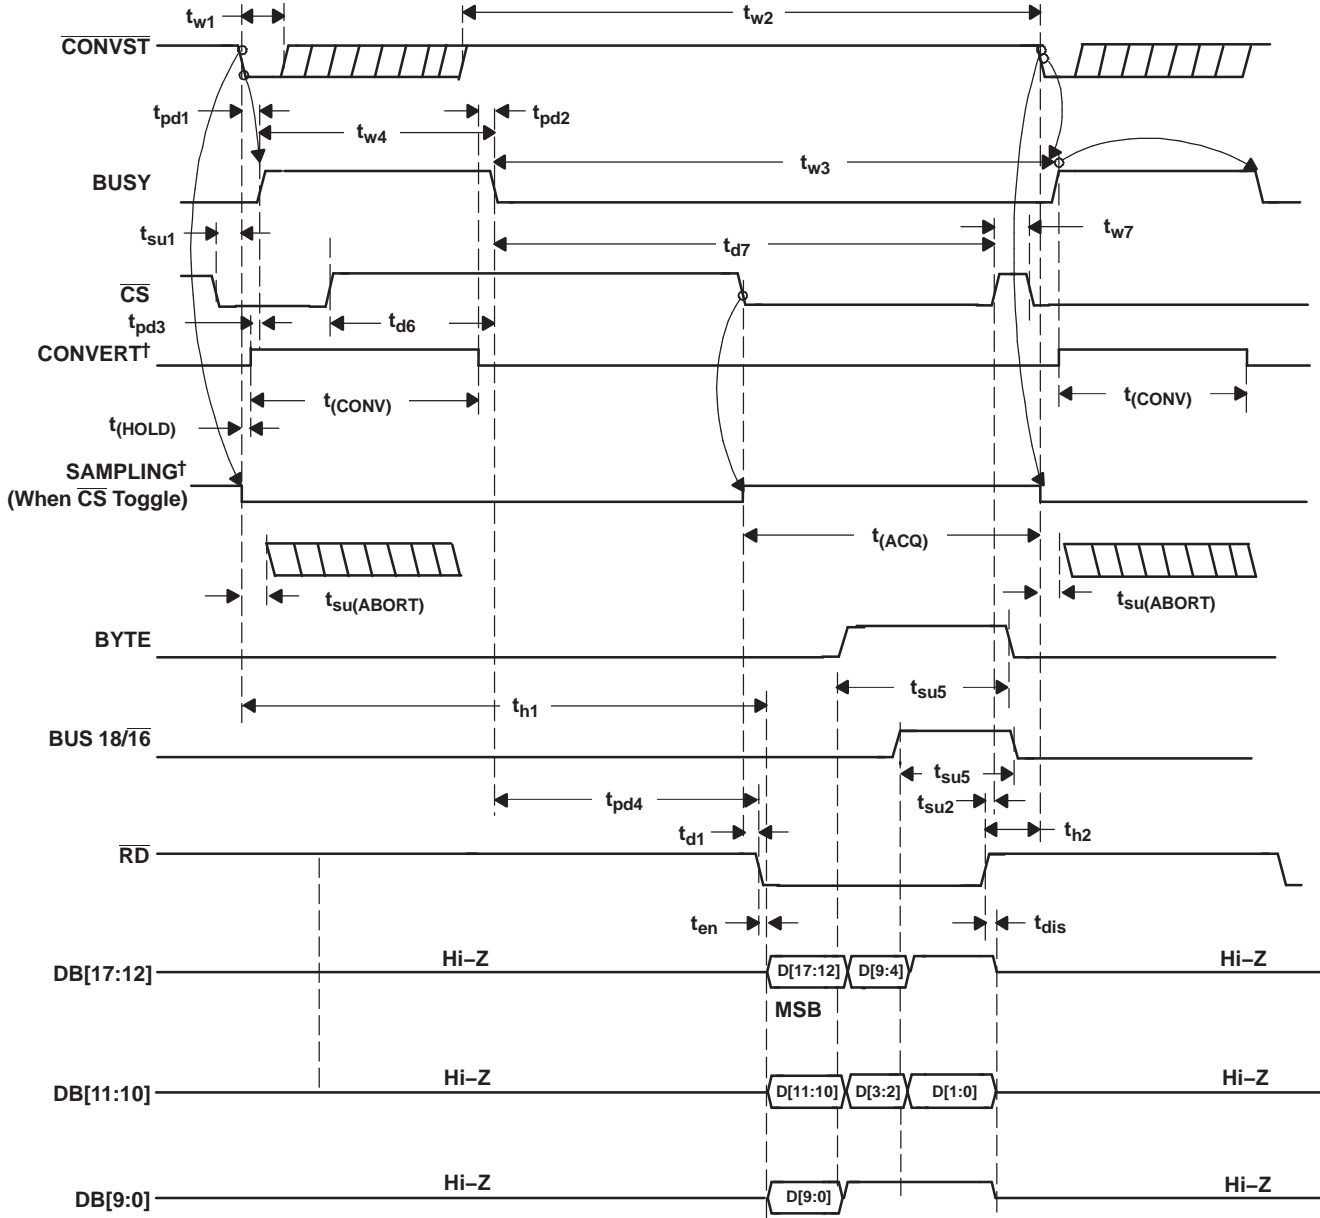 tw1
tw2
CONVST
tpd1
tw4
tpd2
tw3
BUSY
tsu1
td7
tw7
CS
tpd3
td6
CONVERT†
t(CONV)
t(CONV)
t(HOLD)
SAMPLING†
(When CS Toggle)
t(ACQ)
tsu(ABORT)
tsu(ABORT)
BYTE
tsu5
th1
BUS 18/16
tsu5
tpd4
tsu2
td1
th2
RD
ten
tdis
Hi–Z
Hi–Z
DB[17:12]
D[17:12]
D[9:4]
MSB
Hi–Z
Hi–Z
DB[11:10]
D[11:10]
D[3:2]
D[1:0]
Hi–Z
Hi–Z
DB[9:0]
D[9:0]